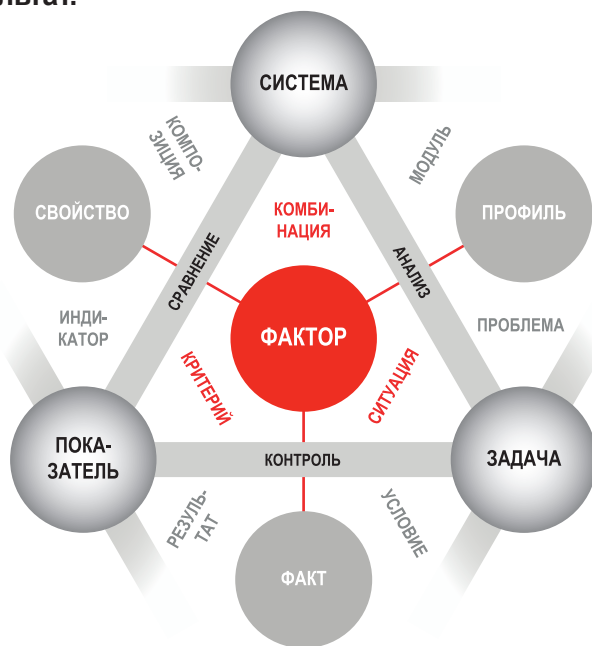 СИСТЕМА
КОМПО-
ЗИЦИЯ
МОДУЛЬ
СВОЙСТВО
КОМБИ-
НАЦИЯ
ПРОФИЛЬ
СРАВНЕНИЕ
АНАЛИЗ
ИНДИ-
КАТОР
ФАКТОР
ПРОБЛЕМА
КРИТЕРИЙ
СИТУАЦИЯ
ПОКА-
ЗАТЕЛЬ
КОНТРОЛЬ
ЗАДАЧА
РЕЗУЛЬ-
ТАТ
УСЛОВИЕ
ФАКТ